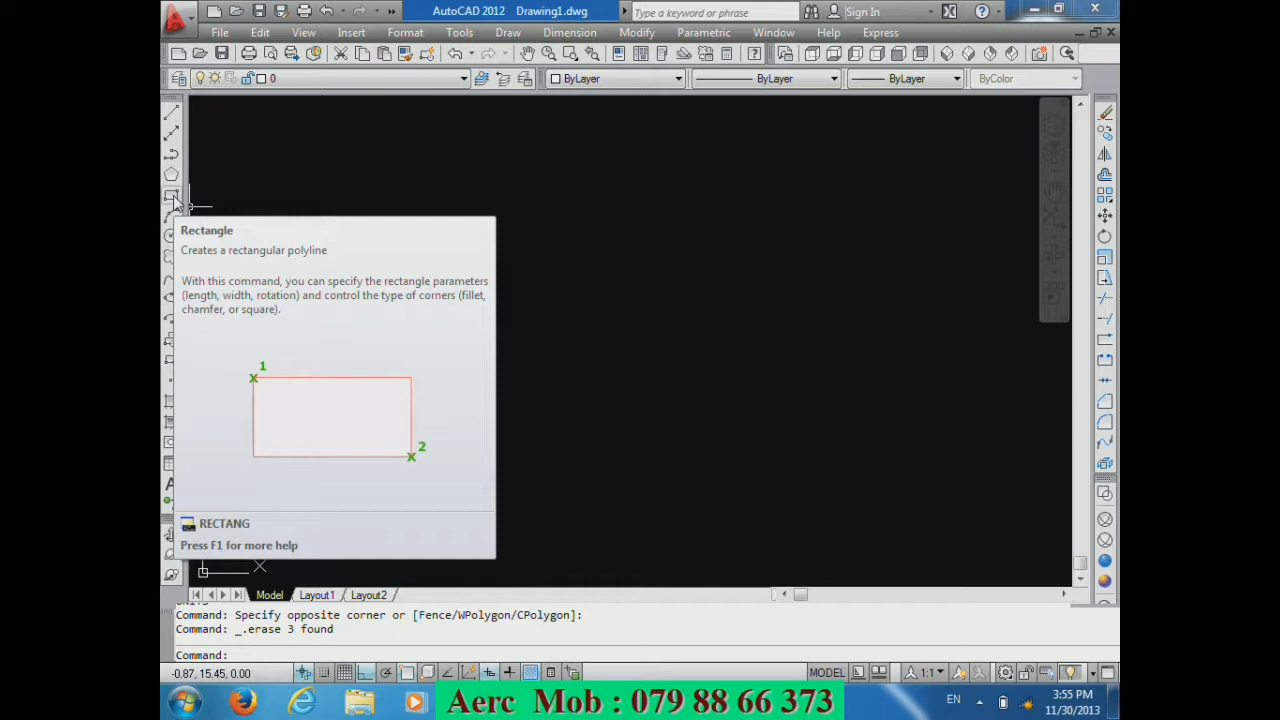 AutoCAD 2012 Drawing1.dwg
Type a keyword or phrase
Sign In
File Edit View Insert Format Tools Draw Dimension Modify Parametric Window Help Express
0
ByLayer
ByLayer
ByLayer
ByColor
Rectangle
Creates a rectangular polyline
With this command, you can specify the rectangle parameters
(length, width, rotation) and control the type of corners (fillet,
chamfer, or square).
1
2
RECTANG
Press F1 for more help
Model Layout1 Layout2
Command: Specify opposite corner or [Fence/WPolygon/CPolygon]:
Command: _.erase 3 found
Command:
-0.87, 15.45, 0.00
MODEL
1:1
Aerc Mob : 079 88 66 373
EN
3:55 PM
11/30/2013